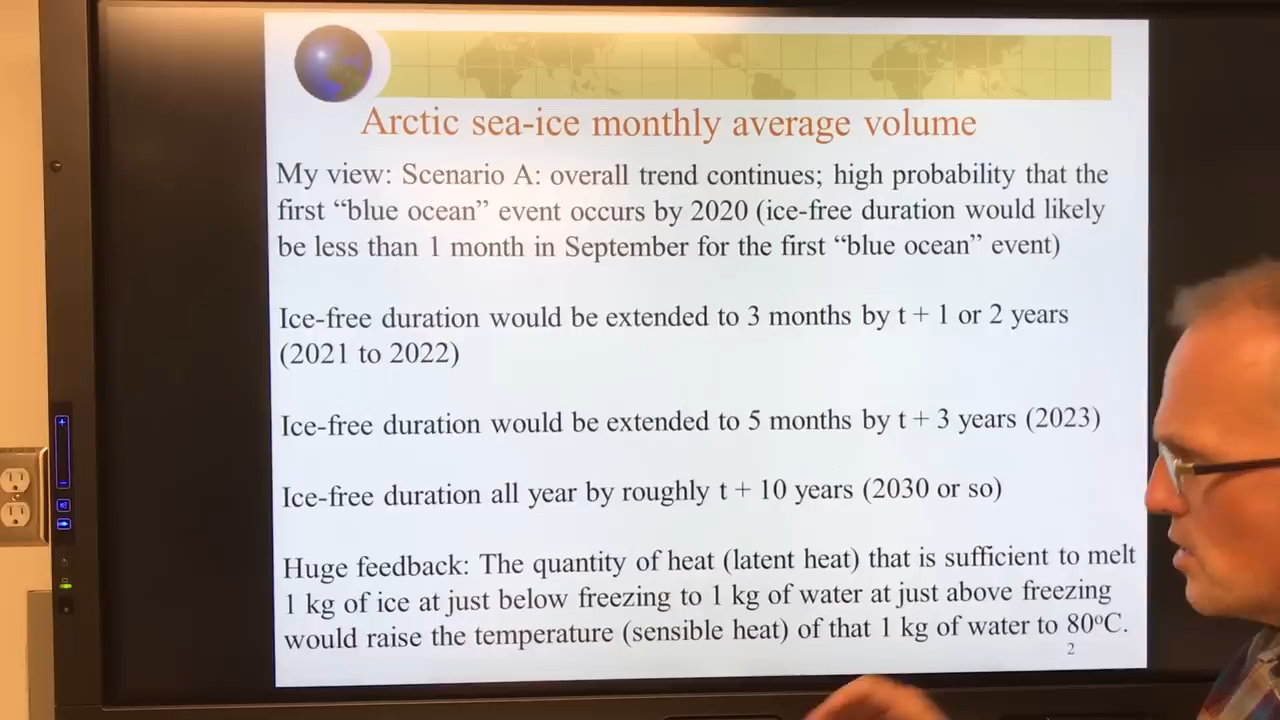 Arctic sea-ice monthly average volume
My view: Scenario A: overall trend continues; high probability that the
first “blue ocean” event occurs by 2020 (ice-free duration would likely
be less than 1 month in September for the first “blue ocean” event)
Ice-free duration would be extended to 3 months by t + 1 or 2 years
(2021 to 2022)
Ice-free duration would be extended to 5 months by t + 3 years (2023)
Ice-free duration all year by roughly t + 10 years (2030 or so)
Huge feedback: The quantity of heat (latent heat) that is sufficient to melt
1 kg of ice at just below freezing to 1 kg of water at just above freezing
would raise the temperature (sensible heat) of that 1 kg of water to 80ºC.
2